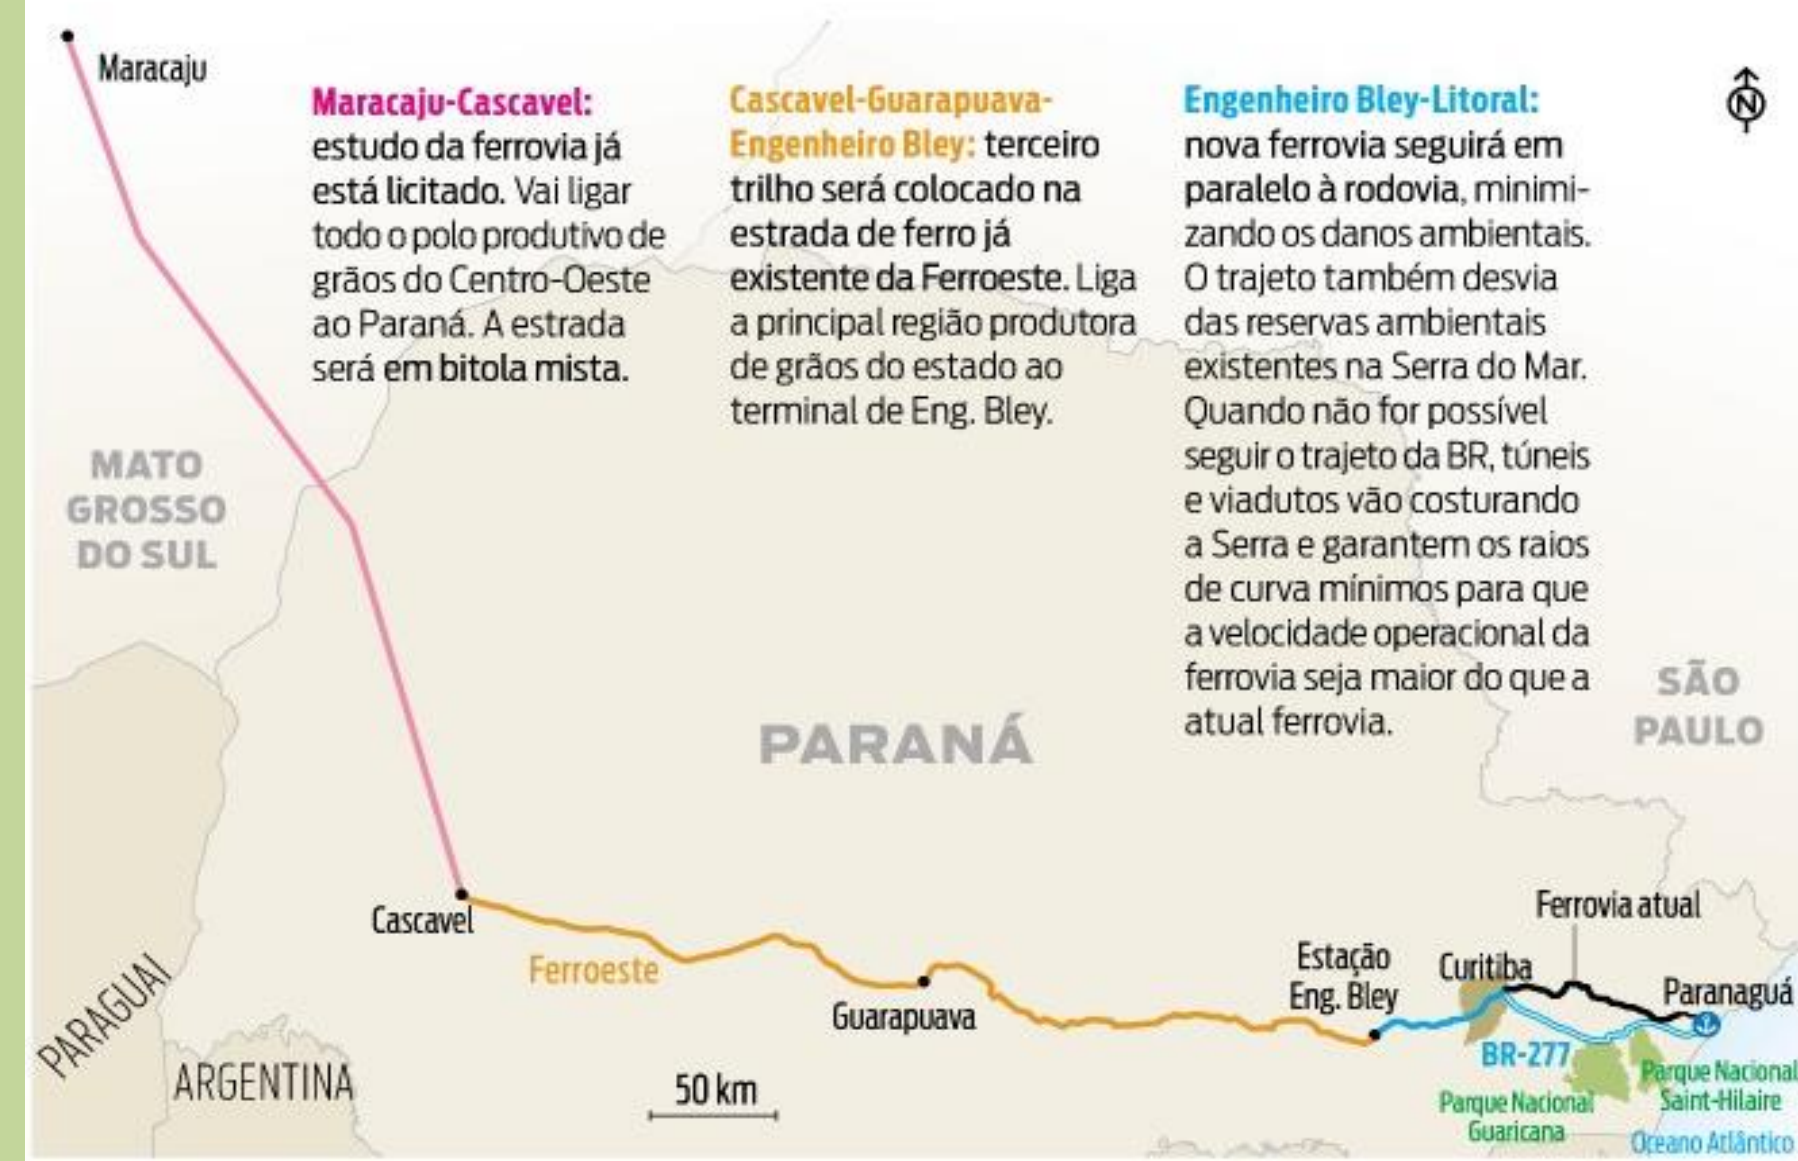 Maracaju
Maracaju-Cascavel:
estudo da ferrovia já
está licitado. Vai ligar
todo o polo produtivo de
grãos do Centro-Oeste
ao Paraná. A estrada
será em bitola mista.
Cascavel-Guarapuava-
Engenheiro Bley: terceiro
trilho será colocado na
estrada de ferro já
existente da Ferroeste. Liga
a principal região produtora
de grãos do estado ao
terminal de Eng. Bley.
Engenheiro Bley-Litoral:
nova ferrovia seguirá em
paralelo à rodovia, minimi-
zando os danos ambientais.
O trajeto também desvia
das reservas ambientais
existentes na Serra do Mar.
Quando não for possível
seguir o trajeto da BR, túneis
e viadutos vão costurando
a Serra e garantem os raios
de curva mínimos para que
a velocidade operacional da
ferrovia seja maior do que a
atual ferrovia.
N
MATO
GROSSO
DO SUL
PARANÁ
SÃO
PAULO
Cascavel
Ferroeste
Guarapuava
Estação
Eng. Bley
Curitiba
Ferrovia atual
Paranaguá
BR-277
Parque Nacional
Guaricana
Parque Nacional
Saint-Hilaire
Oceano Atlântico
PARAGUAI
ARGENTINA
50 km